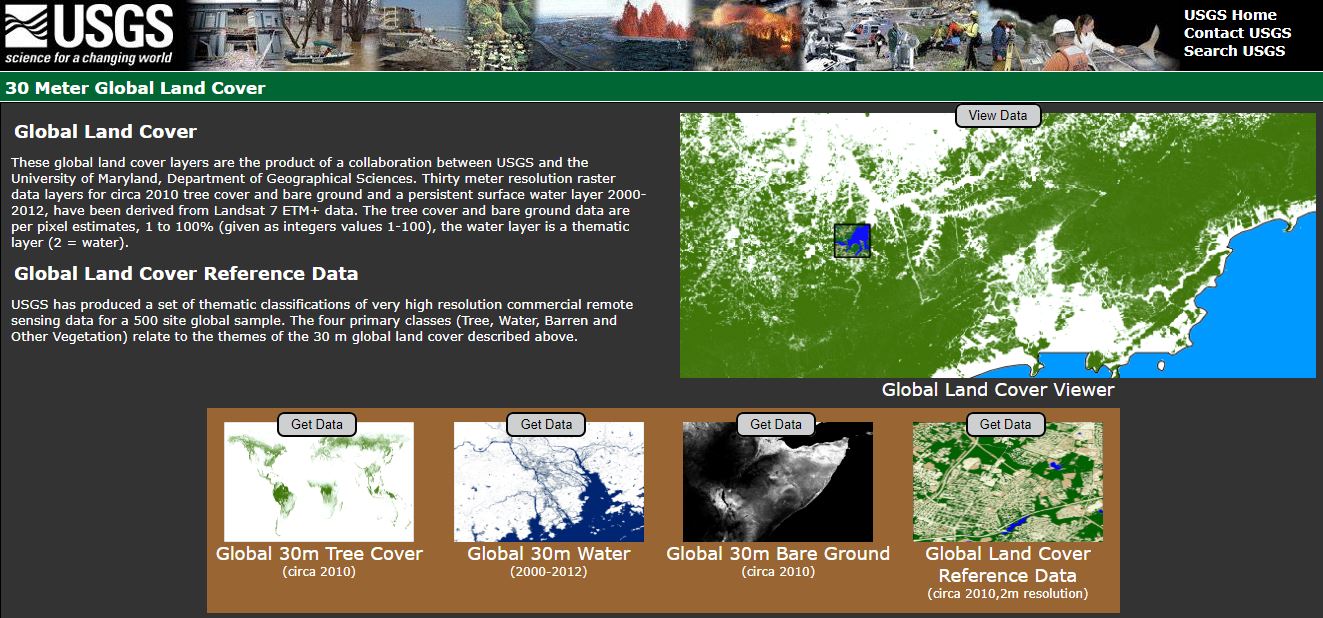 USGS
science for a changing world
USGS Home
Contact USGS
Search USGS
30 Meter Global Land Cover
Global Land Cover
These global land cover layers are the product of a collaboration between USGS and the
University of Maryland, Department of Geographical Sciences. Thirty meter resolution raster
data layers for circa 2010 tree cover and bare ground and a persistent surface water layer 2000-
2012, have been derived from Landsat 7 ETM+ data. The tree cover and bare ground data are
per pixel estimates, 1 to 100% (given as integers values 1-100), the water layer is a thematic
layer (2 = water).
Global Land Cover Reference Data
USGS has produced a set of thematic classifications of very high resolution commercial remote
sensing data for a 500 site global sample. The four primary classes (Tree, Water, Barren and
Other Vegetation) relate to the themes of the 30 m global land cover described above.
View Data
Global Land Cover Viewer
Get Data
Global 30m Tree Cover
(circa 2010)
Get Data
Global 30m Water
(2000-2012)
Get Data
Global 30m Bare Ground
(circa 2010)
Get Data
Global Land Cover
Reference Data
(circa 2010,2m resolution)